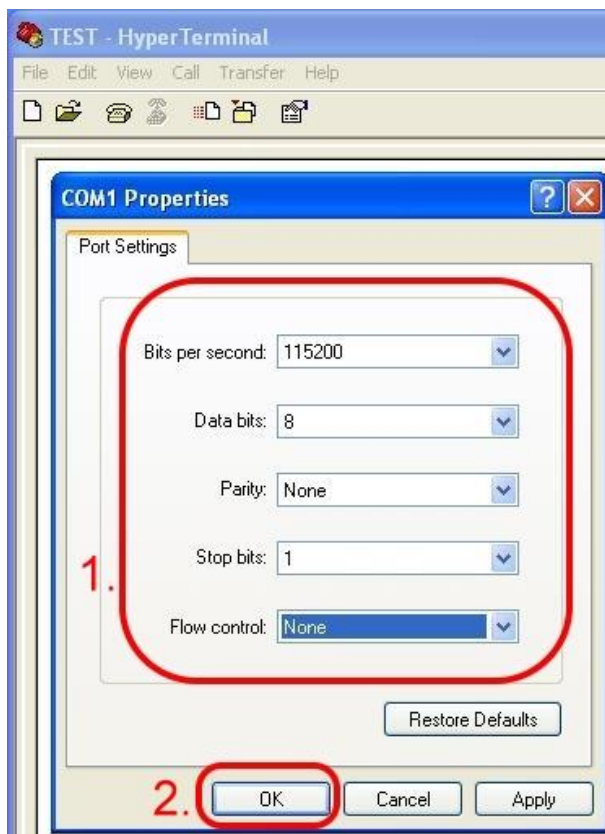 TEST - HyperTerminal
File Edit View Call Transfer Help
COM1 Properties
?
Port Settings
Bits per second: 115200
Data bits: 8
Parity: None
Stop bits: 1
1.
Flow control: None
Restore Defaults
2.
OK Cancel Apply